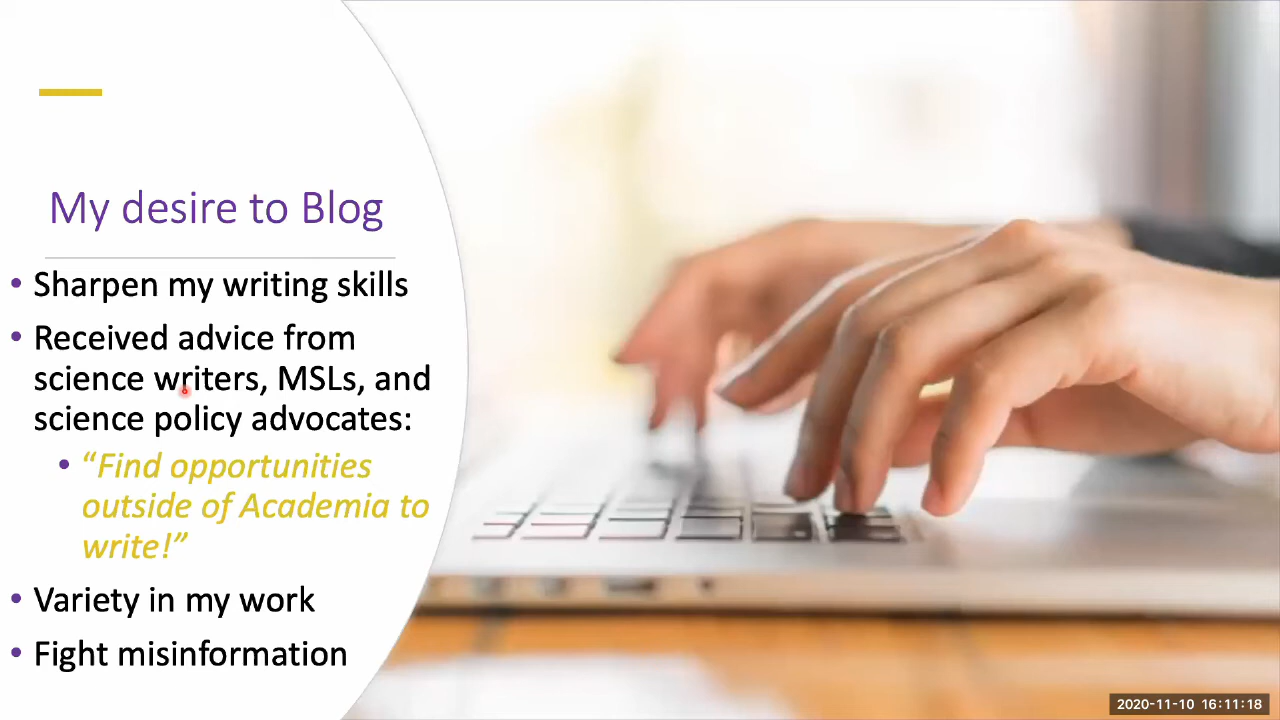 My desire to Blog
• Sharpen my writing skills
• Received advice from
science writers, MSLs, and
science policy advocates:
• “Find opportunities
outside of Academia to
write!”
• Variety in my work
• Fight misinformation
2020-11-10 16:11:18